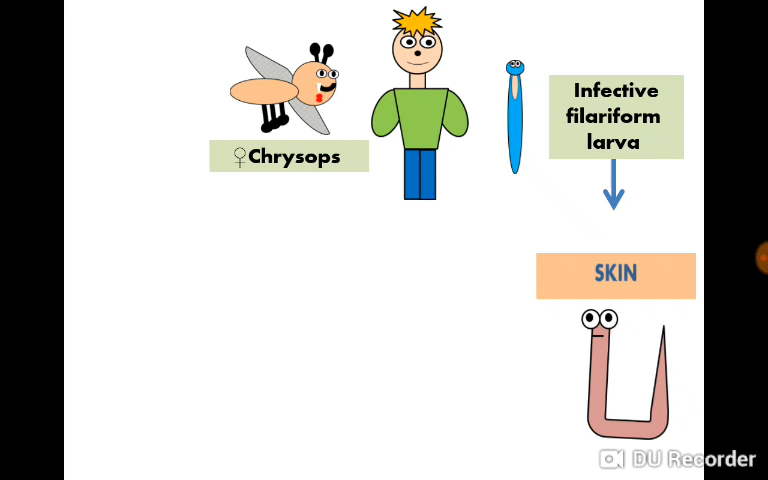 ♀Chrysops
Infective
filariform
larva
SKIN
DU Recorder